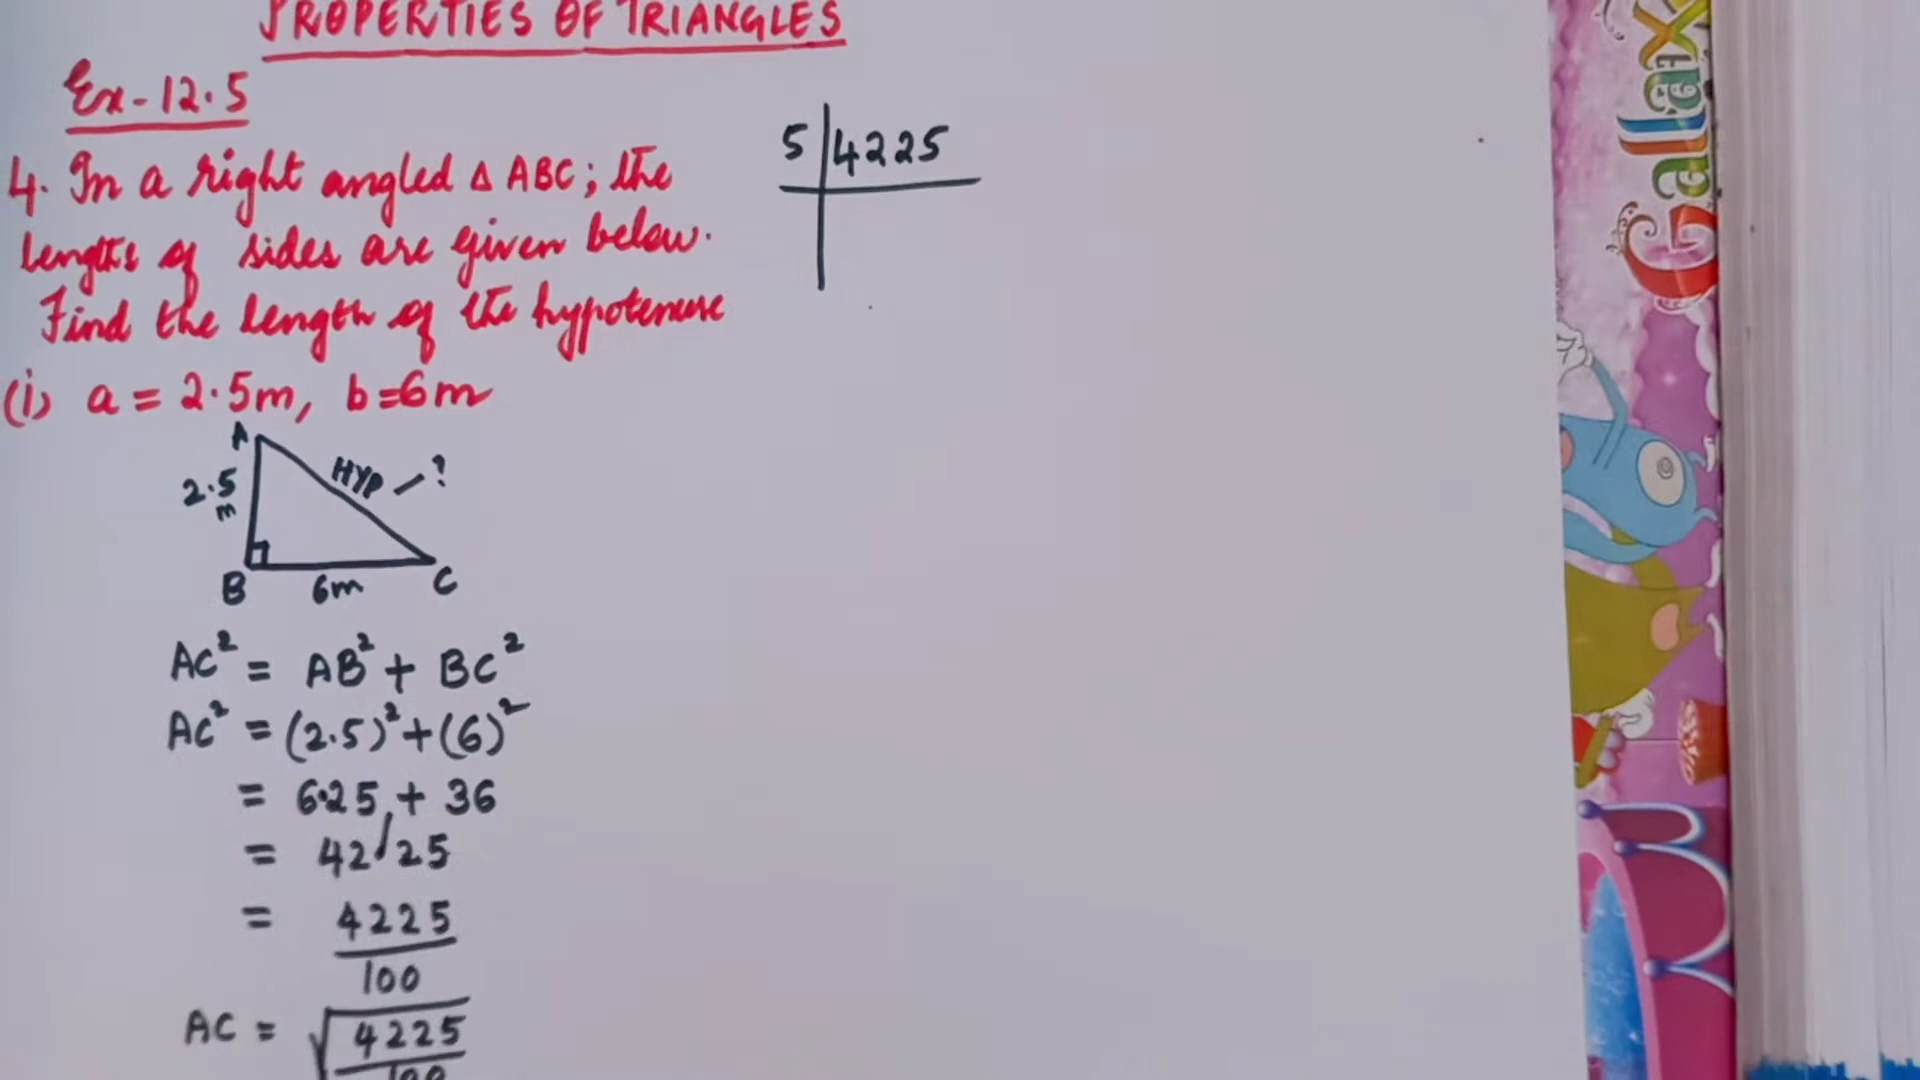 PROPERTIES OF TRIANGLES
Ex-12.5
4. In a right angled △ ABC; the
lengths of sides are given below.
Find the length of the hypotenuse
(i) a = 2.5m, b=6m
A
HYP - ?
2.5
m
B
6m
C
AC² = AB² + BC²
AC² = (2.5)² + (6)²
= 6.25 + 36
= 42.25
= 4225
100
AC = √4225
100
5 | 4225
Gallax